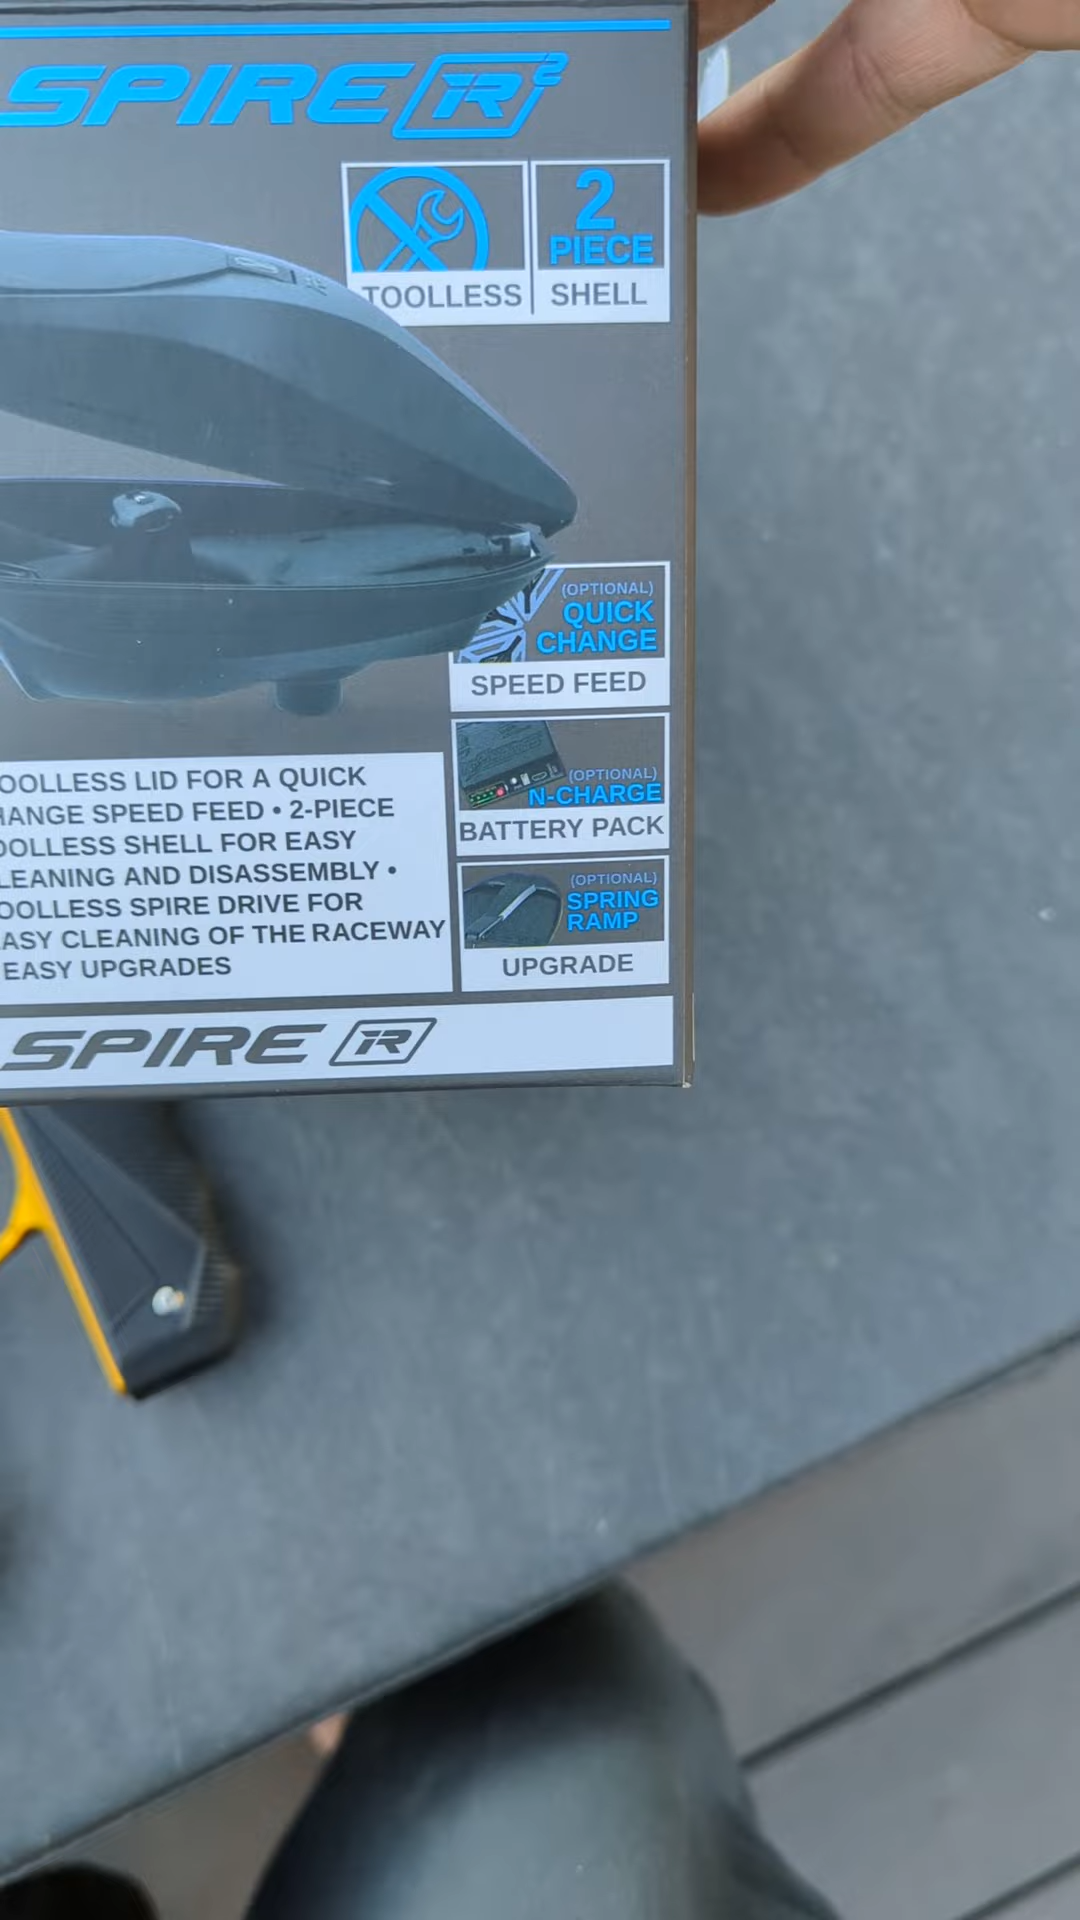 SPIRE IR²
2
PIECE
TOOLLESS
SHELL
(OPTIONAL)
QUICK
CHANGE
SPEED FEED
(OPTIONAL)
N-CHARGE
BATTERY PACK
(OPTIONAL)
SPRING
RAMP
UPGRADE
OOLLESS LID FOR A QUICK
HANGE SPEED FEED • 2-PIECE
OOLLESS SHELL FOR EASY
LEANING AND DISASSEMBLY •
OOLLESS SPIRE DRIVE FOR
ASY CLEANING OF THE RACEWAY
EASY UPGRADES
SPIRE IR